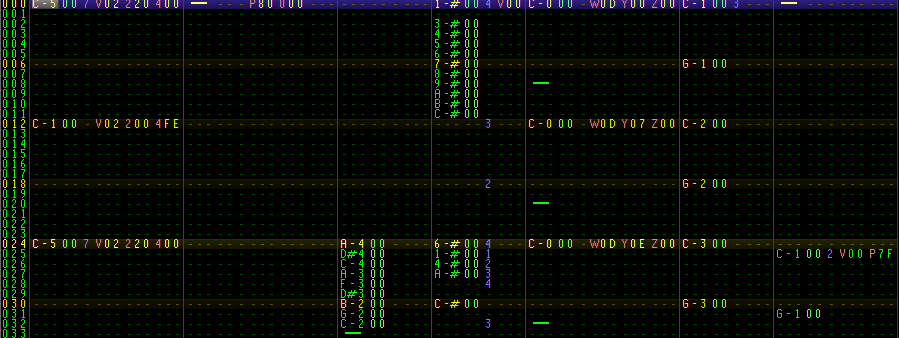 000 C-5 00 7 V02 220 400 P80 000 1-# 00 4 V00 C-0 00 W0D Y00 Z00 C-1 00 3
001
002 3-# 00
003 4-# 00
004 5-# 00
005 6-# 00
006 7-# 00 G-1 00
007 8-# 00
008 9-# 00
009 A-# 00
010 B-# 00
011 C-# 00
012 C-1 00 V02 200 4FE 3 C-0 00 W0D Y07 Z00 C-2 00
013
014
015
016
017
018 2 G-2 00
019
020
021
022
023
024 C-5 00 7 V02 220 400 A-4 00 6-# 00 4 C-0 00 W0D Y0E Z00 C-3 00
025 D#4 00 1-# 00 1 C-1 00 2 V00 P7F
026 C-4 00 4-# 00 2
027 A-3 00 A-# 00 3
028 F-3 00 4
029 D#3 00
030 B-2 00 C-# 00 G-3 00
031 G-2 00 G-1 00
032 C-2 00 3
033